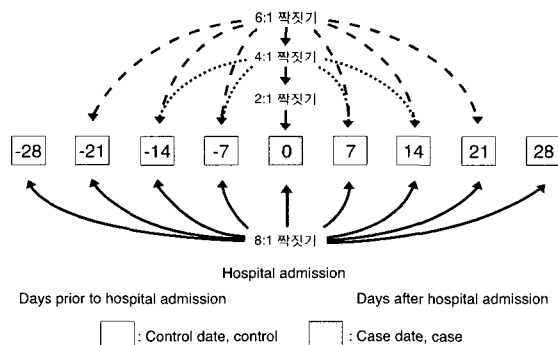 6:1 짝짓기
4:1 짝짓기
2:1 짝짓기
-28 -21 -14 -7 0 7 14 21 28
8:1 짝짓기
Hospital admission
Days prior to hospital admission Days after hospital admission
: Control date, control : Case date, case